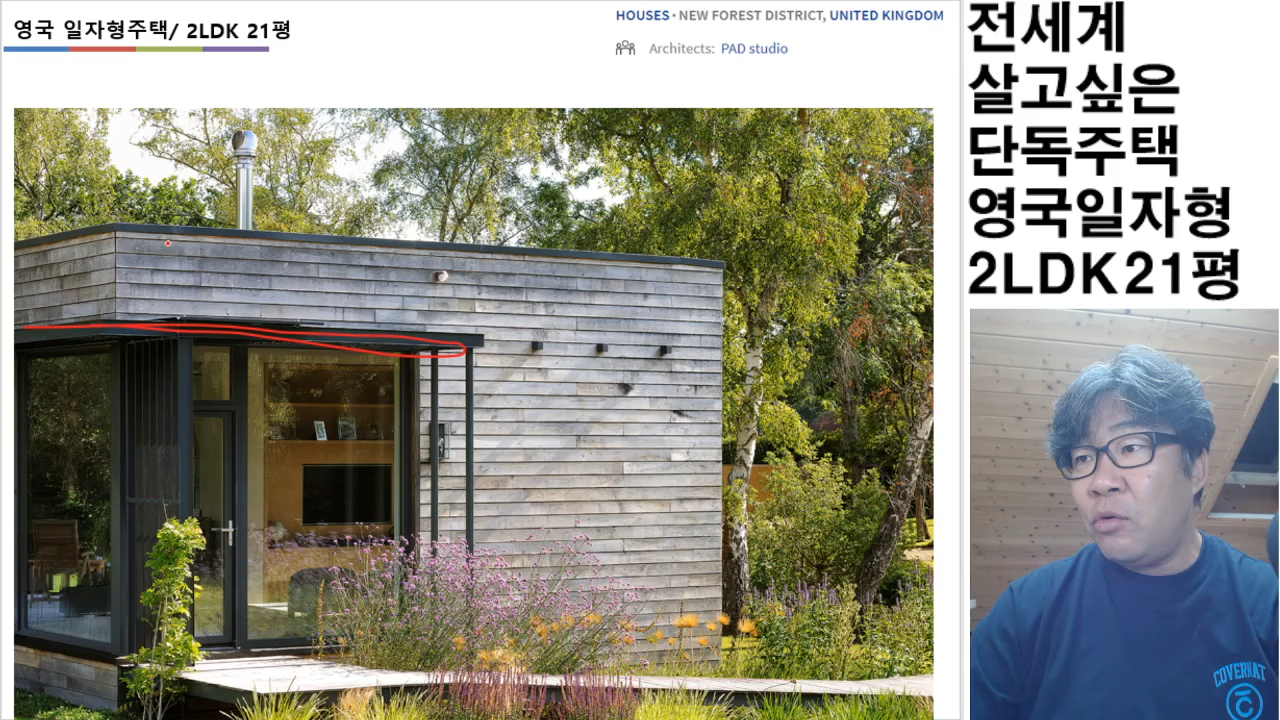 영국 일자형주택/ 2LDK 21평
HOUSES • NEW FOREST DISTRICT, UNITED KINGDOM
Architects: PAD studio
전세계
살고싶은
단독주택
영국일자형
2LDK21평
COVERNAT